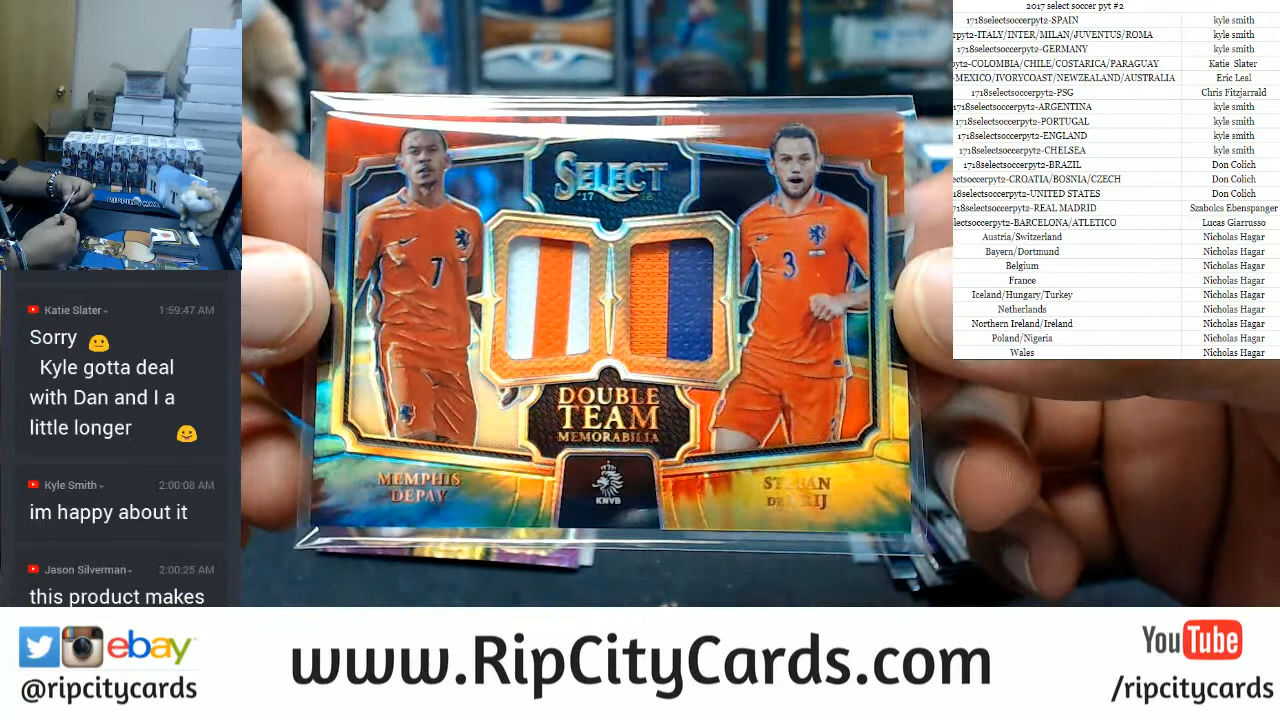 2017 select soccer pyt #2
1718selectsoccerpyt2-SPAIN kyle smith
rpyt2-ITALY/INTER/MILAN/JUVENTUS/ROMA kyle smith
1718selectsoccerpyt2-GERMANY kyle smith
pyt2-COLOMBIA/CHILE/COSTARICA/PARAGUAY Katie Slater
-MEXICO/IVORYCOAST/NEWZEALAND/AUSTRALIA Eric Leal
1718selectsoccerpyt2-PSG Chris Fitzjarrald
1718selectsoccerpyt2-ARGENTINA kyle smith
1718selectsoccerpyt2-PORTUGAL kyle smith
1718selectsoccerpyt2-ENGLAND kyle smith
1718selectsoccerpyt2-CHELSEA kyle smith
1718selectsoccerpyt2-BRAZIL Don Colich
ectsoccerpyt2-CROATIA/BOSNIA/CZECH Don Colich
1718selectsoccerpyt2-UNITED STATES Don Colich
718selectsoccerpyt2-REAL MADRID Szabolcs Ebenspanger
electsoccerpyt2-BARCELONA/ATLETICO Lucas Giarrusso
Austria/Switzerland Nicholas Hagar
Bayern/Dortmund Nicholas Hagar
Belgium Nicholas Hagar
France Nicholas Hagar
Iceland/Hungary/Turkey Nicholas Hagar
Netherlands Nicholas Hagar
Northern Ireland/Ireland Nicholas Hagar
Poland/Nigeria Nicholas Hagar
Wales Nicholas Hagar
SELECT
'17 18
7
3
DOUBLE
TEAM
MEMORABILIA
MEMPHIS
DEPAY
KNVB
STEFAN
DE VRIJ
Katie Slater 1:59:47 AM
Sorry 😐
Kyle gotta deal
with Dan and I a
little longer 😀
Kyle Smith 2:00:08 AM
im happy about it
Jason Silverman 2:00:25 AM
this product makes
ebay
@ripcitycards
www.RipCityCards.com
YouTube
/ripcitycards